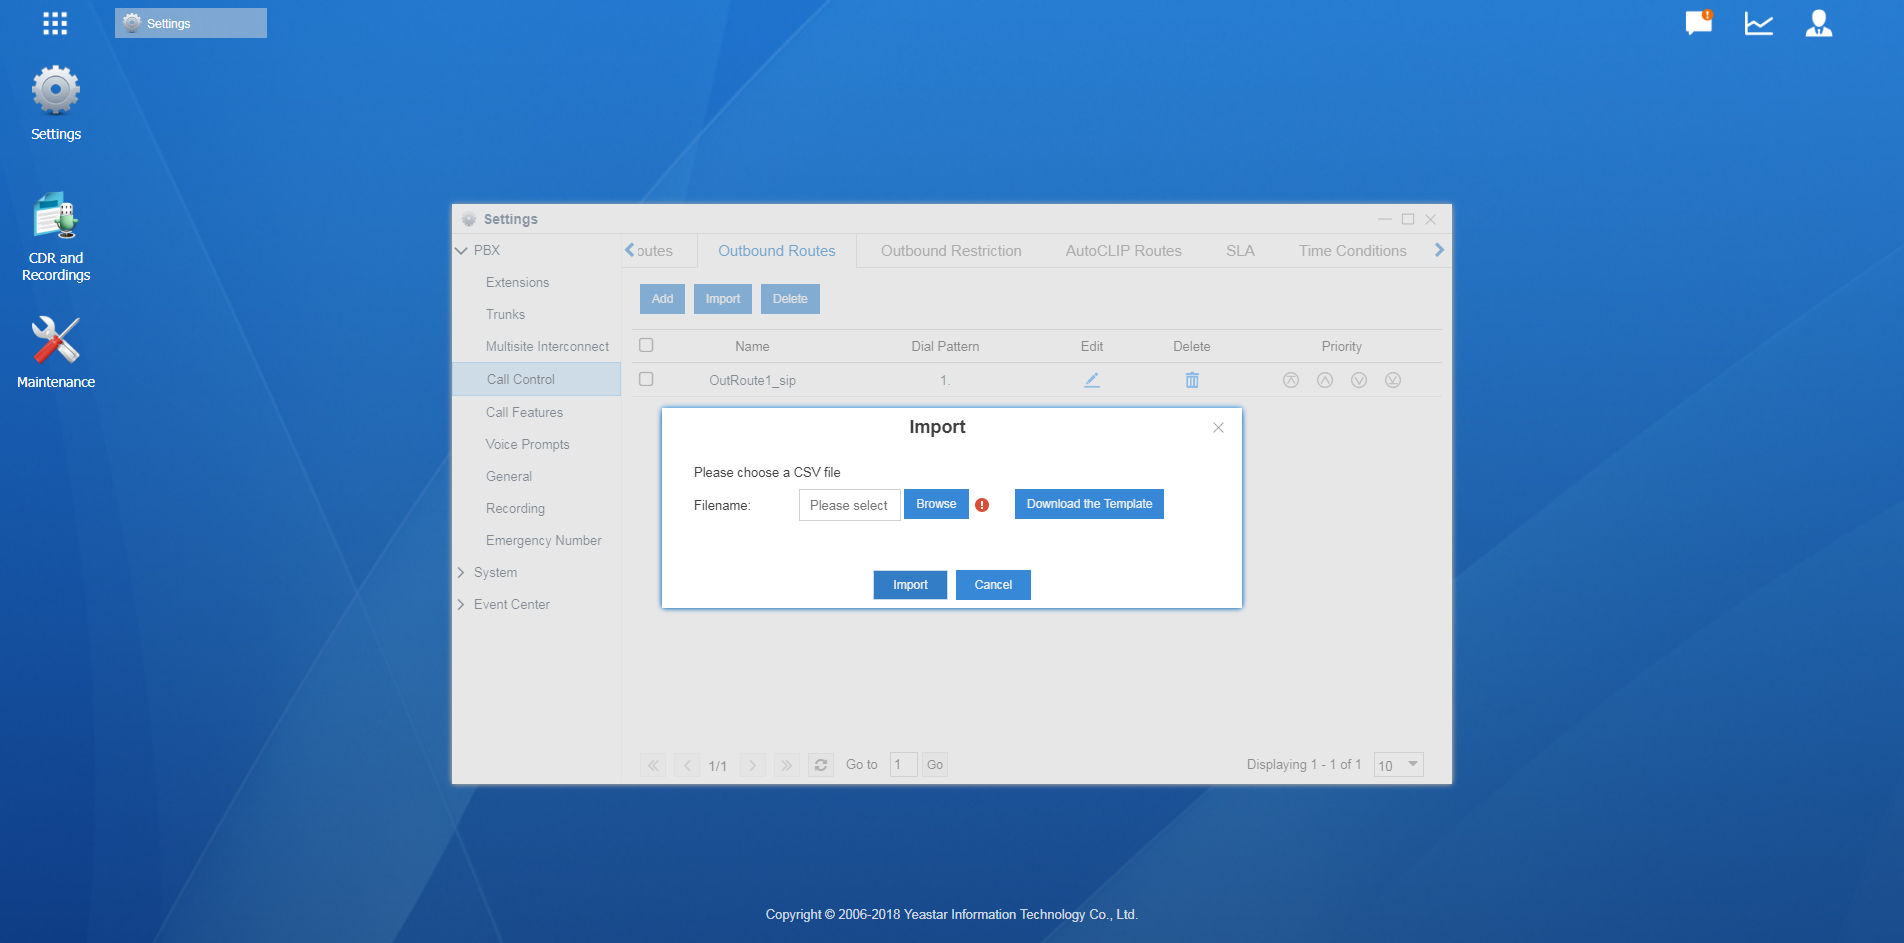 Settings
Settings
CDR and
Recordings
Maintenance
Settings
PBX
Extensions
Trunks
Multisite Interconnect
Call Control
Call Features
Voice Prompts
General
Recording
Emergency Number
System
Event Center
outes Outbound Routes Outbound Restriction AutoCLIP Routes SLA Time Conditions
Add Import Delete
Name Dial Pattern Edit Delete Priority
OutRoute1_sip 1.
Import
Please choose a CSV file
Filename: Please select Browse Download the Template
Import Cancel
1/1 Go to 1 Go Displaying 1 - 1 of 1 10
Copyright © 2006-2018 Yeastar Information Technology Co., Ltd.